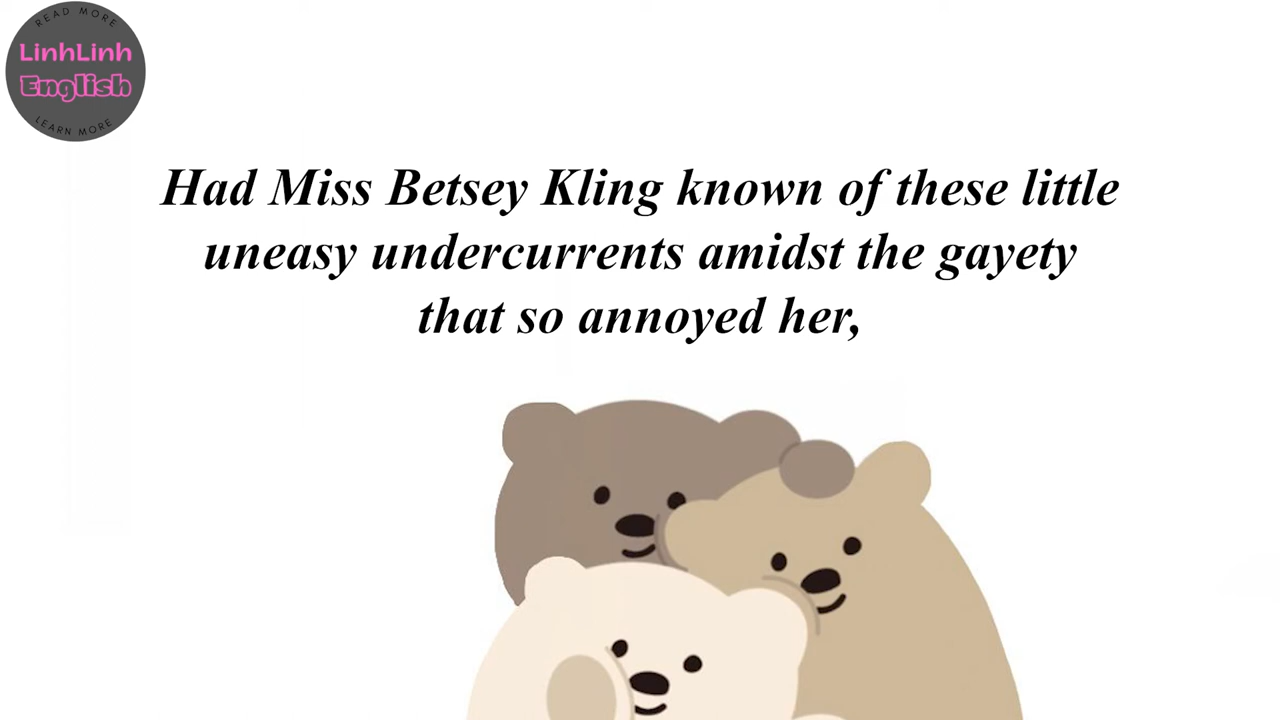 READ MORE
LinhLinh
English
LEARN MORE
Had Miss Betsey Kling known of these little
uneasy undercurrents amidst the gayety
that so annoyed her,